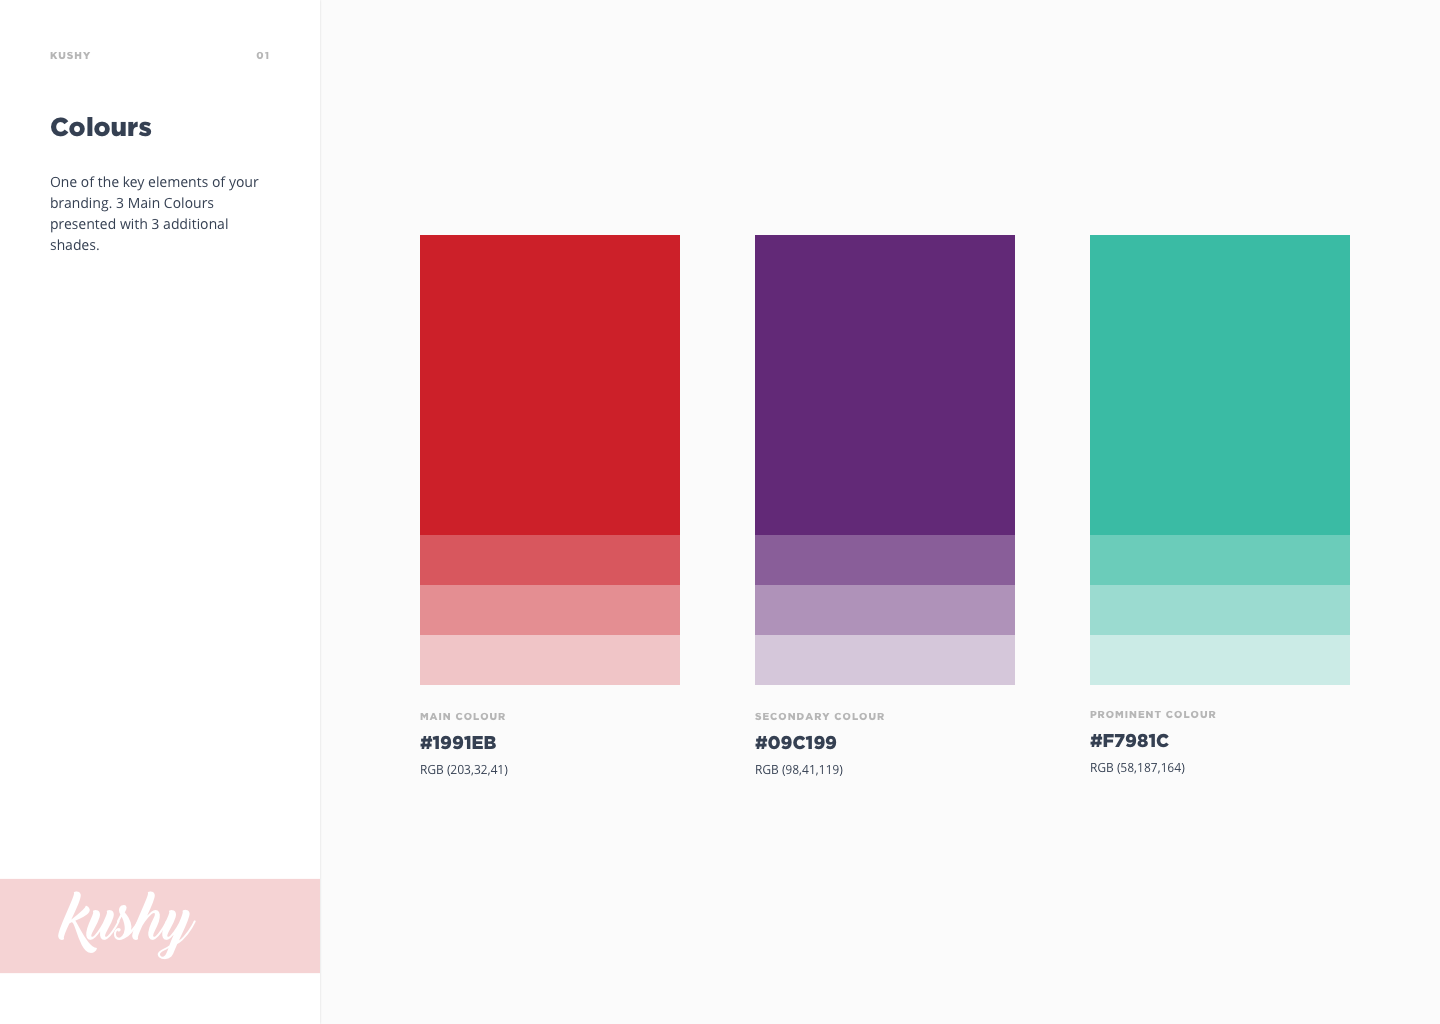 KUSHY 01
Colours
One of the key elements of your
branding. 3 Main Colours
presented with 3 additional
shades.
MAIN COLOUR
#1991EB
RGB (203,32,41)
SECONDARY COLOUR
#09C199
RGB (98,41,119)
PROMINENT COLOUR
#F7981C
RGB (58,187,164)
kushy